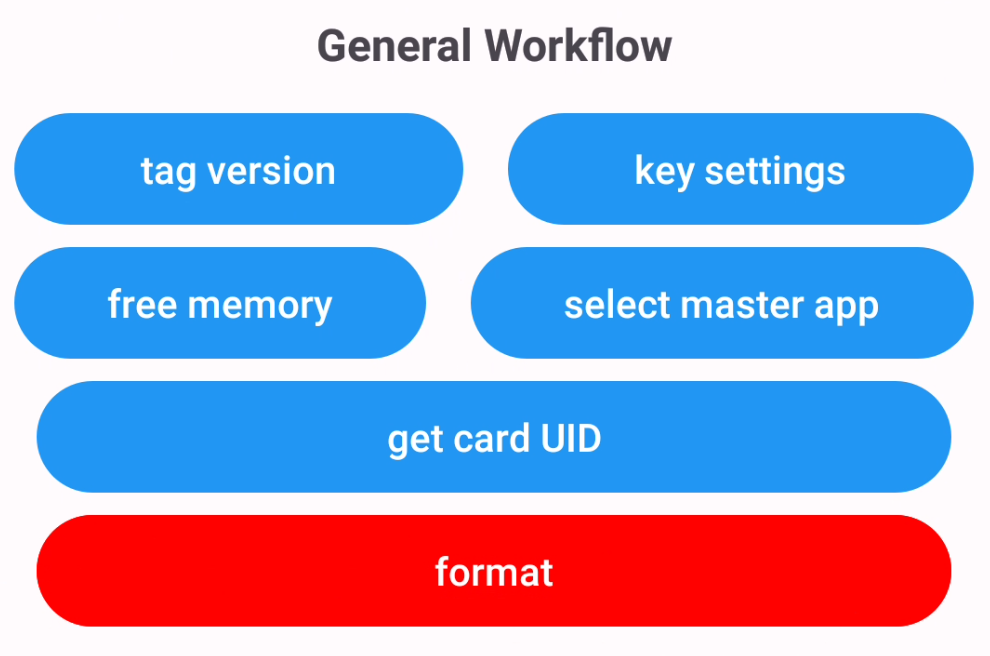 General Workflow
tag version
key settings
free memory
select master app
get card UID
format